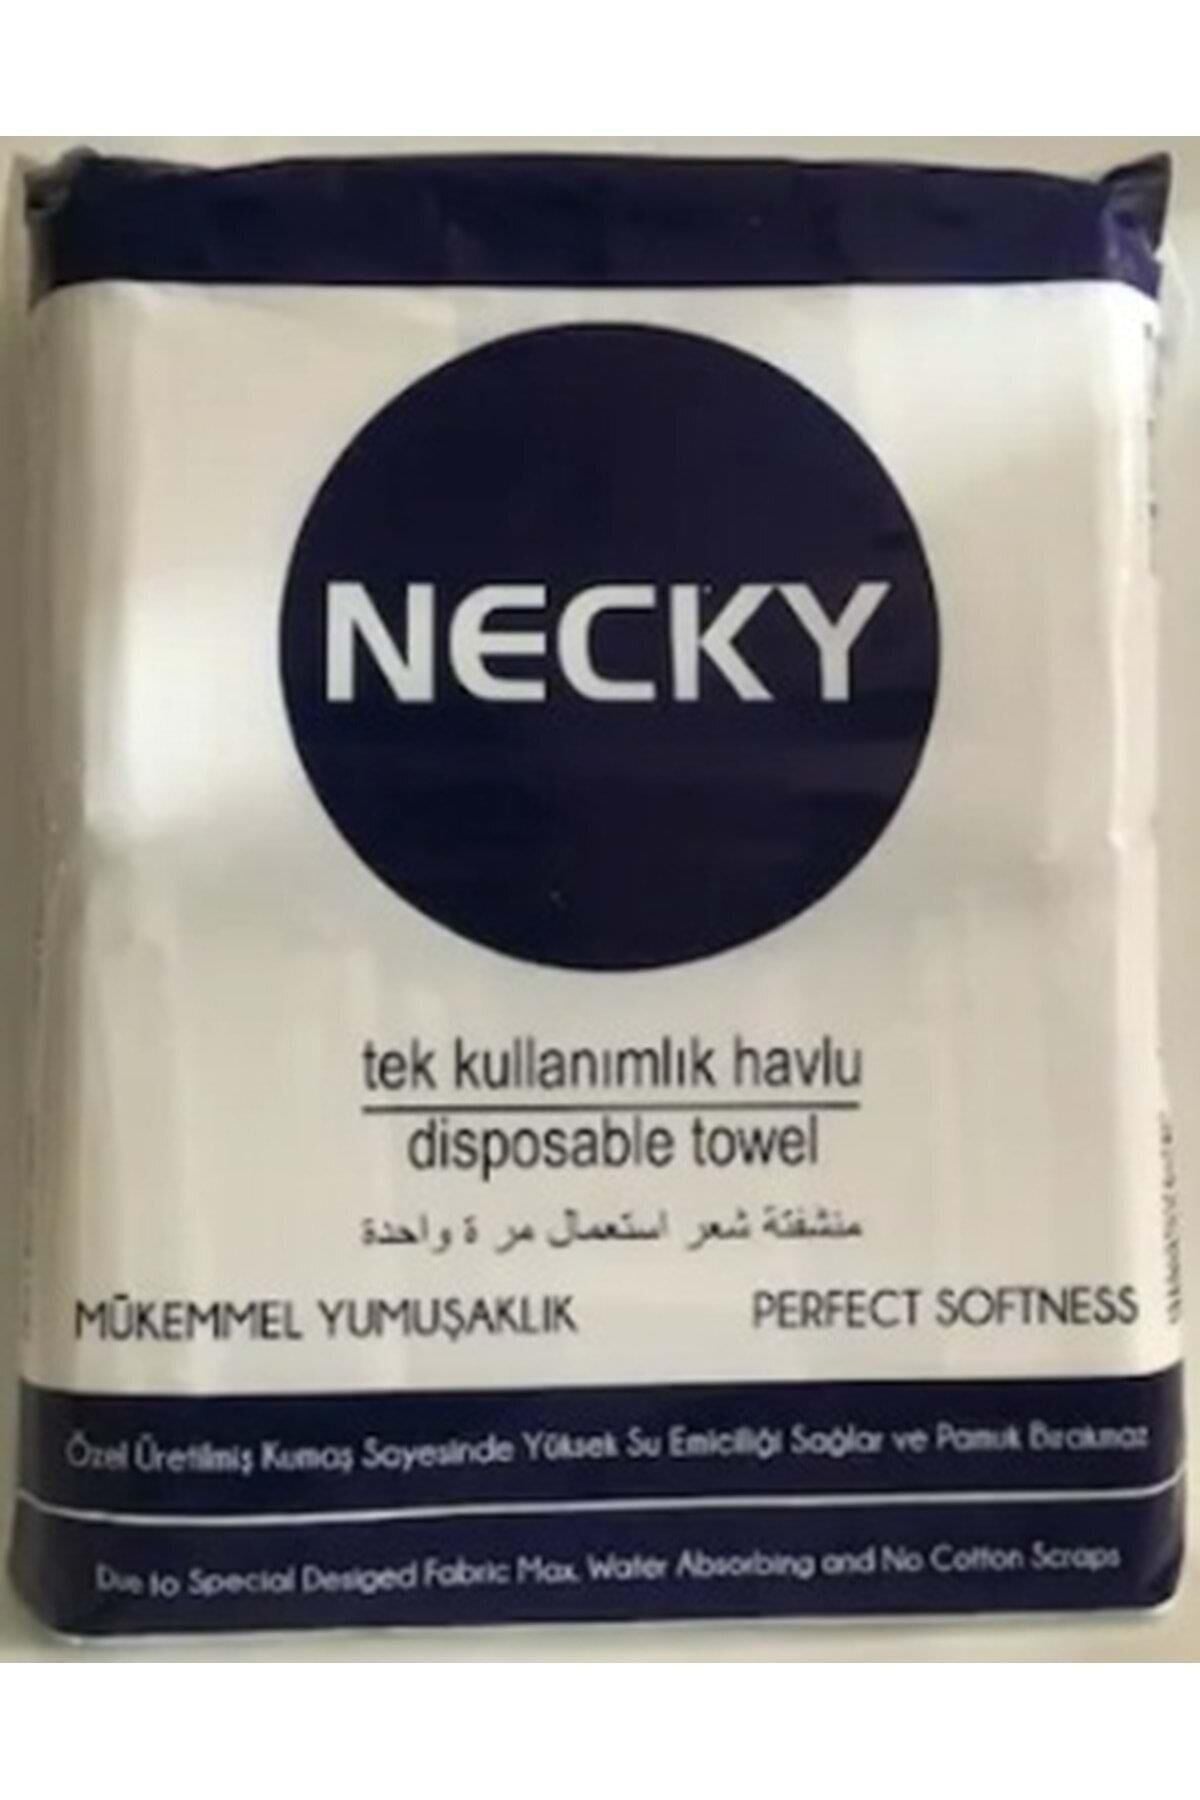 NECKY
tek kullanımlık havlu
disposable towel
منشفتة شعر استعمال مر ة واحدة
MÜKEMMEL YUMUŞAKLIK
PERFECT SOFTNESS
Özel Üretilmiş Kumaş Sayesinde Yüksek Su Emiciliği Sağlar ve Pamuk Bırakmaz
Due to Special Desiged Fabric Max. Water Absorbing and No Cotton Scraps